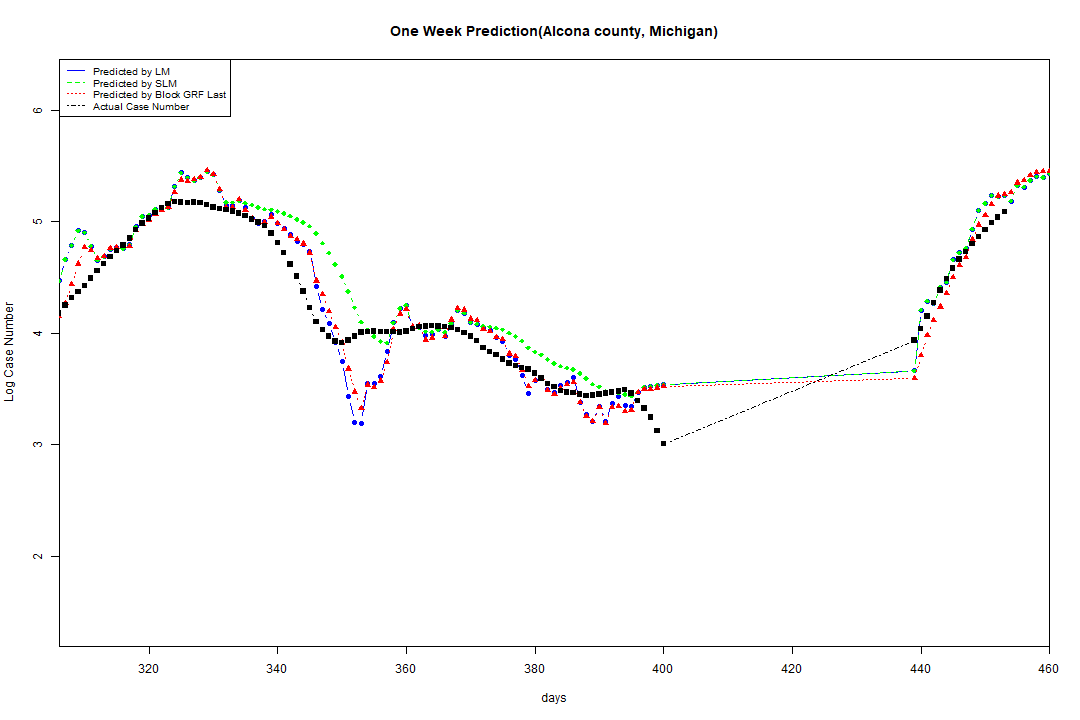 One Week Prediction(Alcona county, Michigan)
Predicted by LM
Predicted by SLM
Predicted by Block GRF Last
Actual Case Number
6
5
4
3
2
Log Case Number
320 340 360 380 400 420 440 460
days